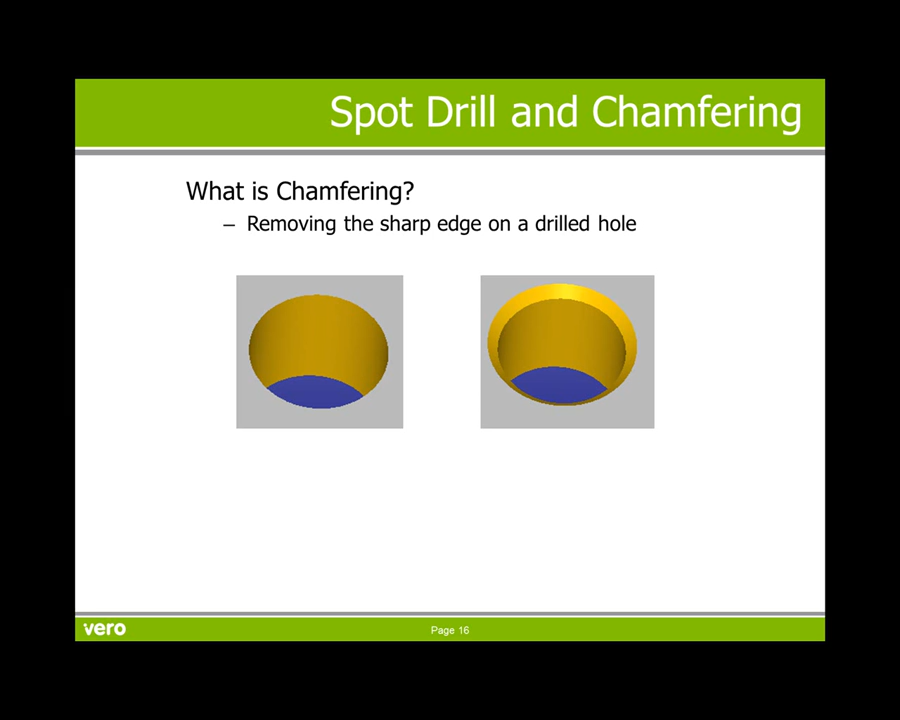 Spot Drill and Chamfering
What is Chamfering?
– Removing the sharp edge on a drilled hole
vero
Page 16